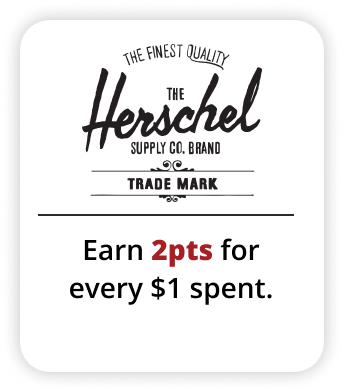 THE FINEST QUALITY
THE
Herschel
SUPPLY CO. BRAND
TRADE MARK
Earn 2pts for
every $1 spent.